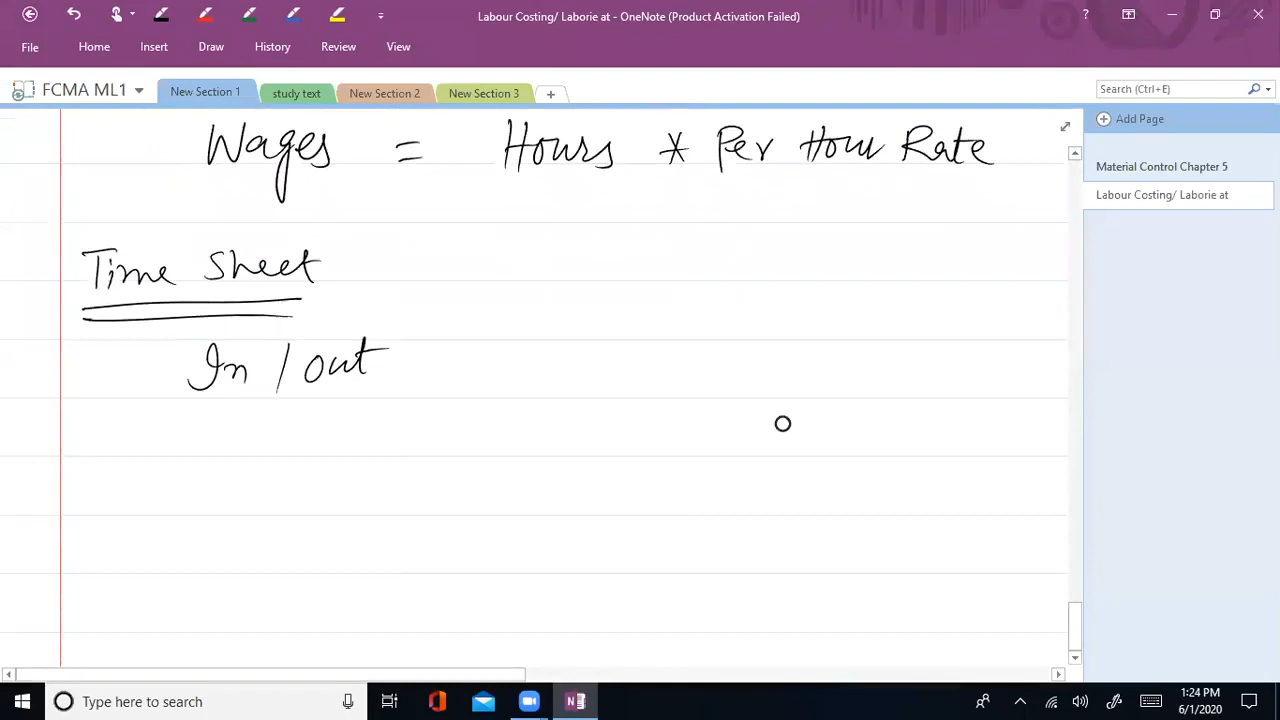 Labour Costing/ Laborie at - OneNote (Product Activation Failed)
?
File Home Insert Draw History Review View
FCMA ML1 New Section 1 study text New Section 2 New Section 3 + Search (Ctrl+E)
Add Page
Wages = Hours * Per Hour Rate
Material Control Chapter 5
Labour Costing/ Laborie at
Time Sheet
In / out
Type here to search
1:24 PM
6/1/2020